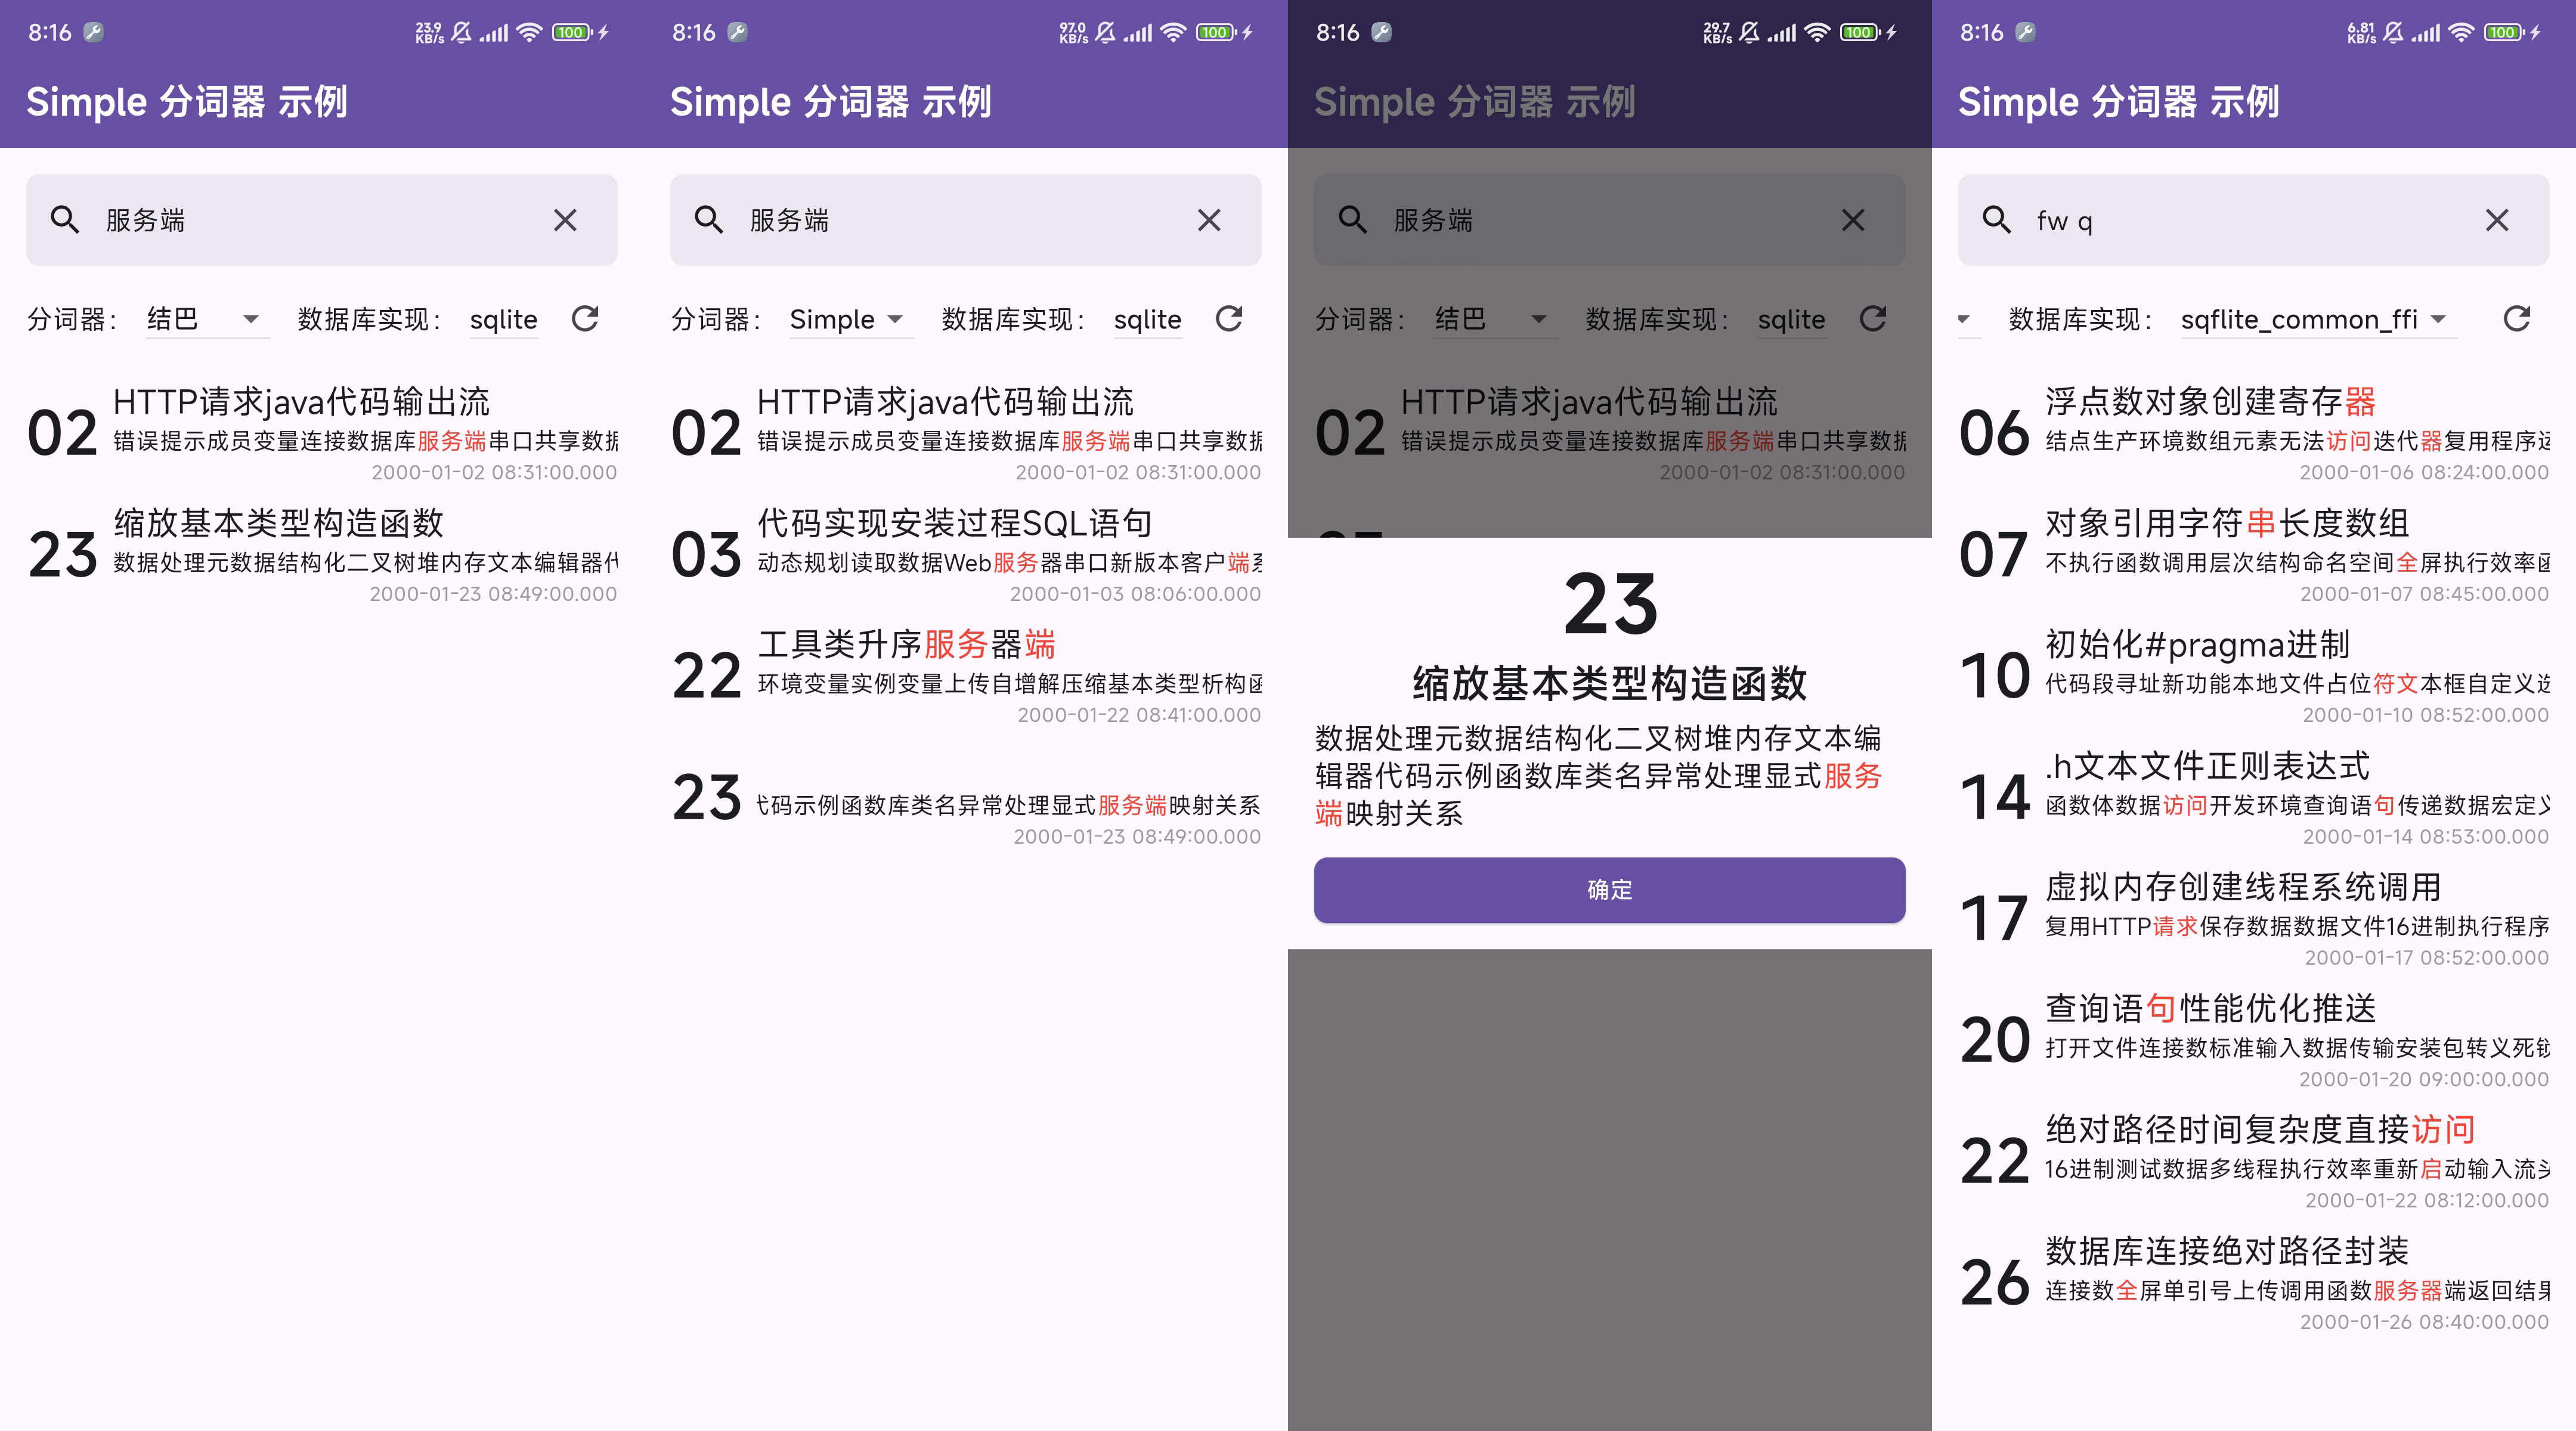 8:16
23.9 KB/s
100
Simple 分词器 示例
服务端
分词器： 结巴 数据库实现： sqlite
02
HTTP请求java代码输出流
错误提示成员变量连接数据库服务端串口共享数据
2000-01-02 08:31:00.000
23
缩放基本类型构造函数
数据处理元数据结构化二叉树堆内存文本编辑器
2000-01-23 08:49:00.000
8:16
97.0 KB/s
100
Simple 分词器 示例
服务端
分词器： Simple 数据库实现： sqlite
02
HTTP请求java代码输出流
错误提示成员变量连接数据库服务端串口共享数据
2000-01-02 08:31:00.000
03
代码实现安装过程SQL语句
动态规划读取数据Web服务器串口新版本客户端
2000-01-03 08:06:00.000
22
工具类升序服务器端
环境变量实例变量上传自增解压缩基本类型析构函
2000-01-22 08:41:00.000
23
码示例函数库类名异常处理显式服务端映射关系
2000-01-23 08:49:00.000
8:16
29.7 KB/s
100
Simple 分词器 示例
服务端
分词器： 结巴 数据库实现： sqlite
02
HTTP请求java代码输出流
错误提示成员变量连接数据库服务端串口共享数据
2000-01-02 08:31:00.000
23
缩放基本类型构造函数
数据处理元数据结构化二叉树堆内存文本编
辑器代码示例函数库类名异常处理显式服务
端映射关系
确定
8:16
6.81 KB/s
100
Simple 分词器 示例
fw q
数据库实现： sqflite_common_ffi
06
浮点数对象创建寄存器
结点生产环境数组元素无法访问迭代器复用程序运
2000-01-06 08:24:00.000
07
对象引用字符串长度数组
不执行函数调用层次结构命名空间全屏执行效率函
2000-01-07 08:45:00.000
10
初始化#pragma进制
代码段寻址新功能本地文件占位符文本框自定义选
2000-01-10 08:52:00.000
14
.h文本文件正则表达式
函数体数据访问开发环境查询语句传递数据宏定义
2000-01-14 08:53:00.000
17
虚拟内存创建线程系统调用
复用HTTP请求保存数据数据文件16进制执行程序
2000-01-17 08:52:00.000
20
查询语句性能优化推送
打开文件连接数标准输入数据传输安装包转义死锁
2000-01-20 09:00:00.000
22
绝对路径时间复杂度直接访问
16进制测试数据多线程执行效率重新启动输入流头
2000-01-22 08:12:00.000
26
数据库连接绝对路径封装
连接数全屏单引号上传调用函数服务器端返回结果
2000-01-26 08:40:00.000